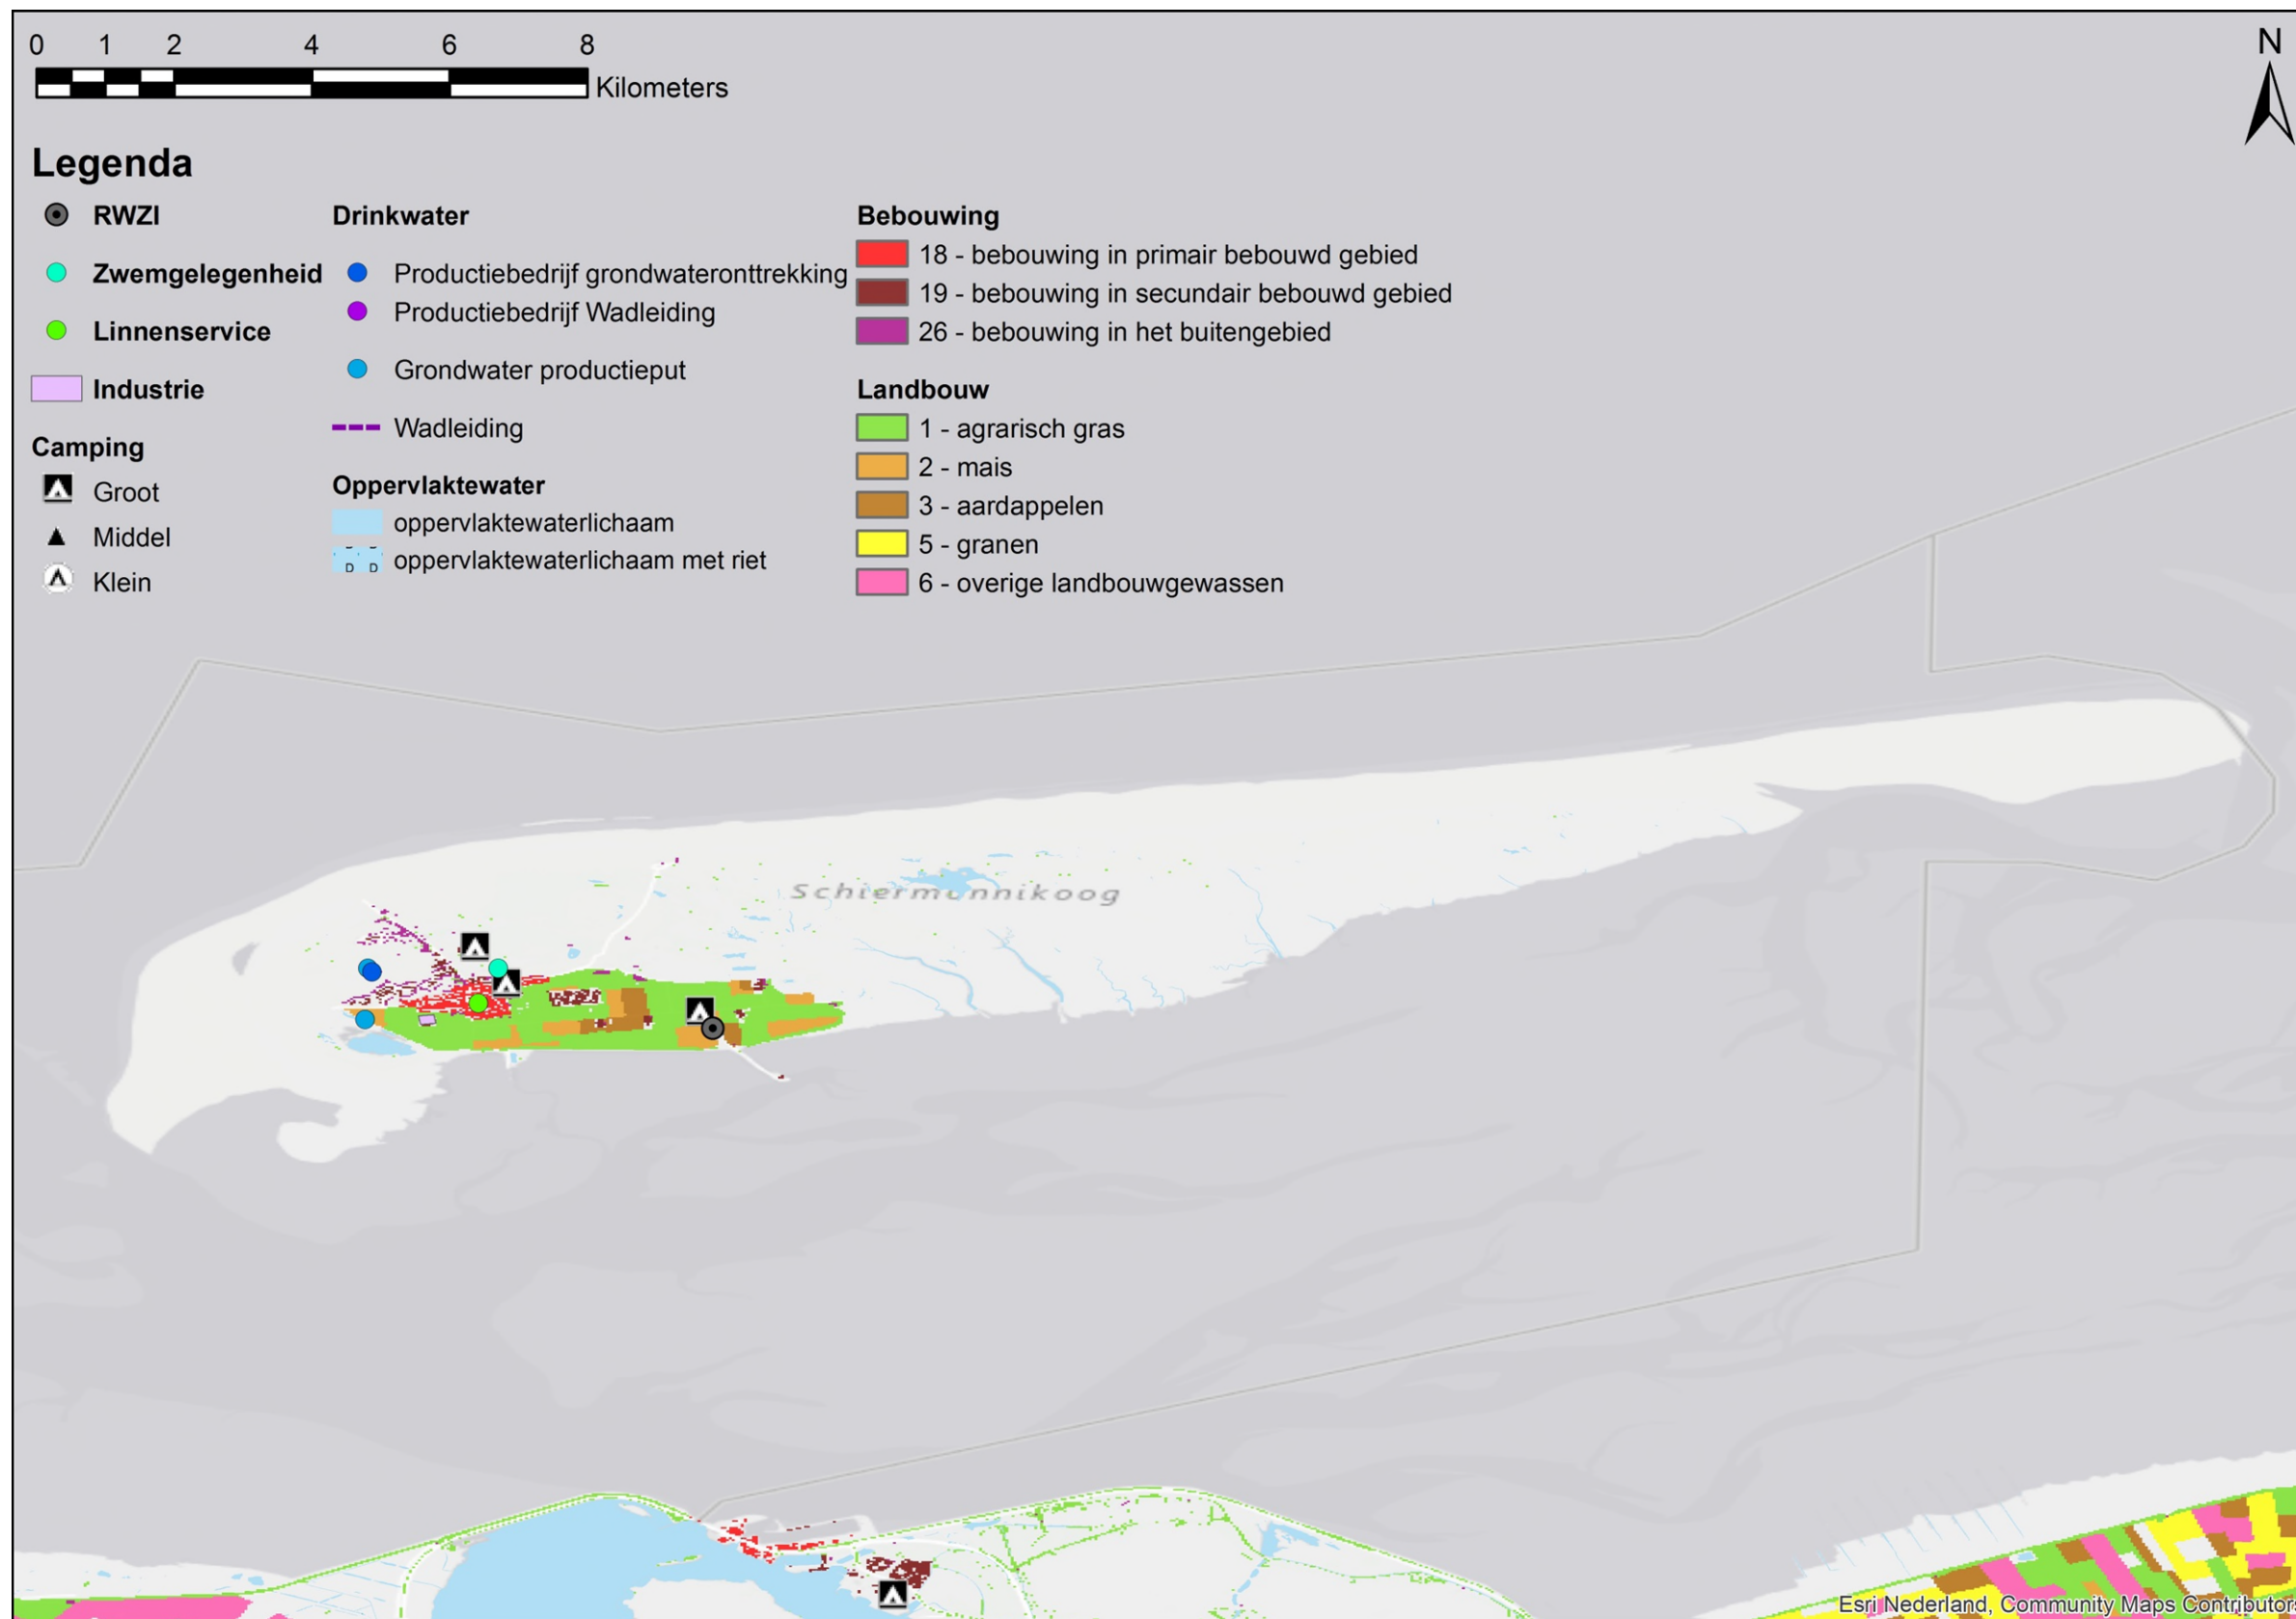 0 1 2 4 6 8
Kilometers
N
Legenda
RWZI
Zwemgelegenheid
Linnenservice
Industrie
Camping
Groot
Middel
Klein
Drinkwater
Productiebedrijf grondwateronttrekking
Productiebedrijf Wadleiding
Grondwater productieput
Wadleiding
Oppervlaktewater
oppervlaktewaterlichaam
oppervlaktewaterlichaam met riet
Bebouwing
18 - bebouwing in primair bebouwd gebied
19 - bebouwing in secundair bebouwd gebied
26 - bebouwing in het buitengebied
Landbouw
1 - agrarisch gras
2 - mais
3 - aardappelen
5 - granen
6 - overige landbouwgewassen
Schiermonnikoog
Esri Nederland, Community Maps Contributors